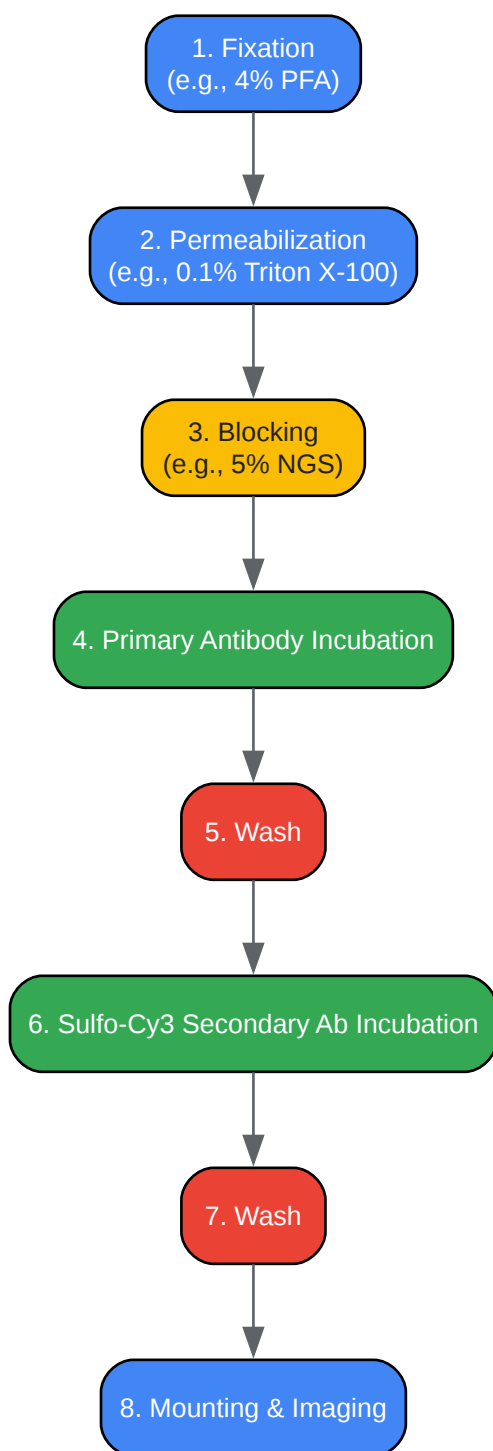 1. Fixation
(e.g., 4% PFA)
2. Permeabilization
(e.g., 0.1% Triton X-100)
3. Blocking
(e.g., 5% NGS)
4. Primary Antibody Incubation
5. Wash
6. Sulfo-Cy3 Secondary Ab Incubation
7. Wash
8. Mounting & Imaging